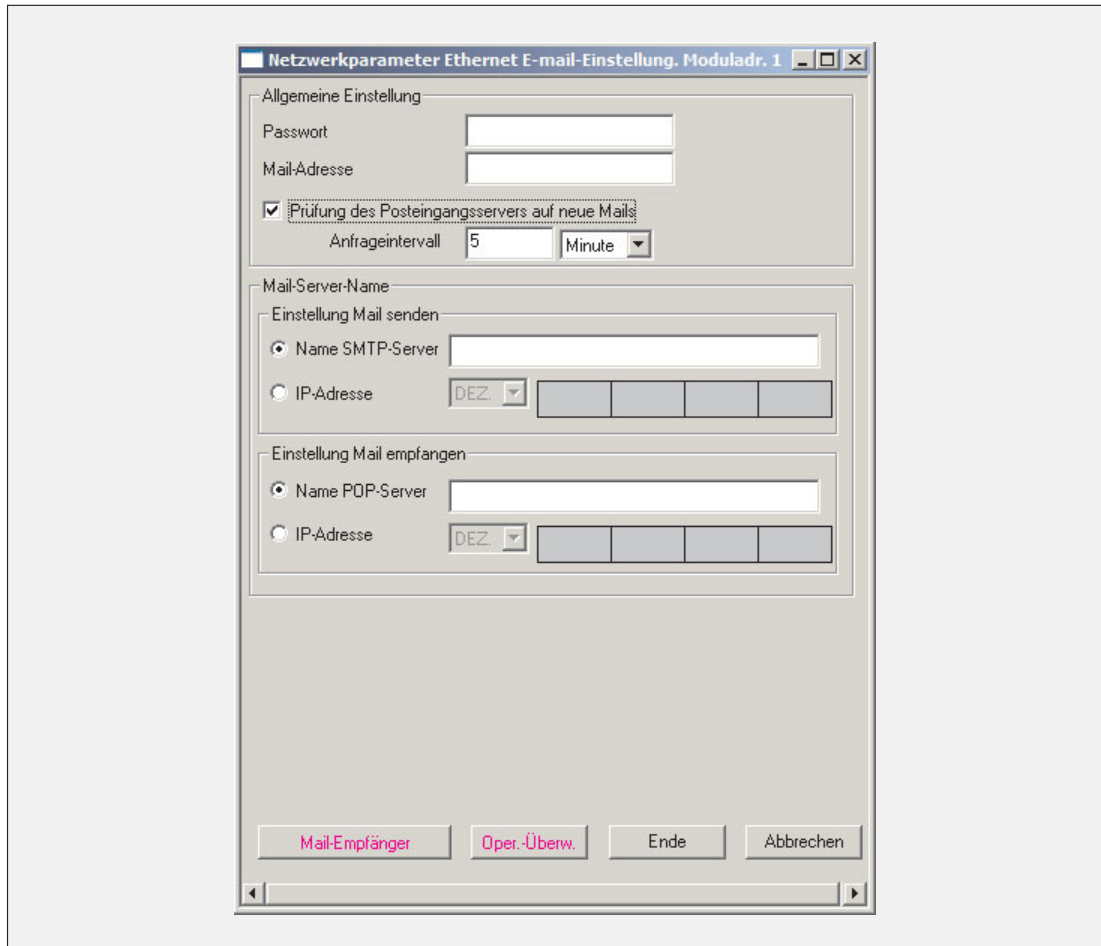 Netzwerkparameter Ethernet E-mail-Einstellung. Moduladr. 1
Allgemeine Einstellung
Passwort
Mail-Adresse
Prüfung des Posteingangsservers auf neue Mails
Anfrageintervall 5 Minute
Mail-Server-Name
Einstellung Mail senden
Name SMTP-Server
IP-Adresse DEZ.
Einstellung Mail empfangen
Name POP-Server
IP-Adresse DEZ.
Mail-Empfänger Oper.-Überw. Ende Abbrechen